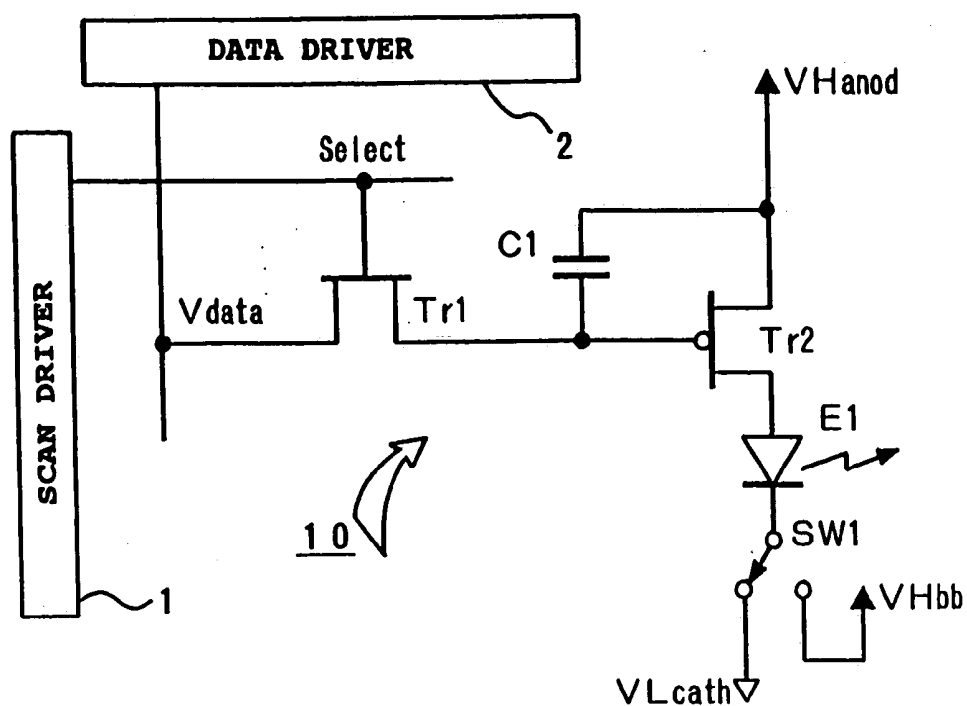 DATA DRIVER
VHanod
2
Select
C1
SCAN DRIVER
Vdata
Tr1
Tr2
E1
10
SW1
1
VHbb
VLcath